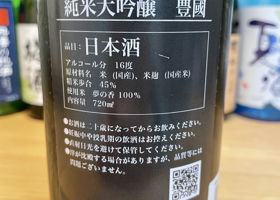 純米大吟醸 豊國
品目:日本酒
アルコール分 16度
原材料名 米(国産)、米麹(国産米)
精米歩合 45%
使用米 夢の香 100%
内容量 720㎖
●お酒は二十歳になってからお飲みください。
●妊娠中や授乳期の飲酒はお控えください。
●直射日光を避けて保管してください。
●滓が沈殿する場合がありますが、品質等には
問題ございません。